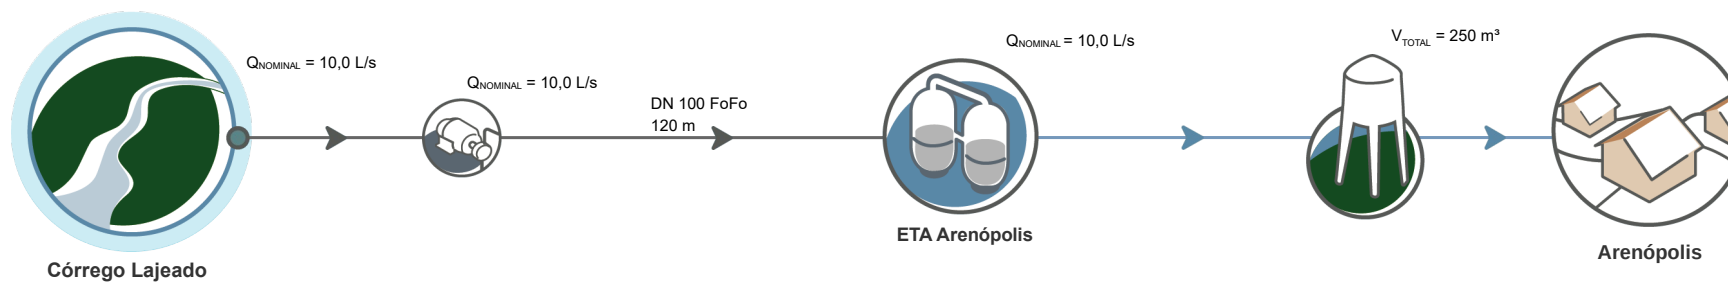 Q_NOMINAL = 10,0 L/s
Q_NOMINAL = 10,0 L/s
DN 100 FoFo
120 m
Q_NOMINAL = 10,0 L/s
V_TOTAL = 250 m³
Córrego Lajeado
ETA Arenópolis
Arenópolis